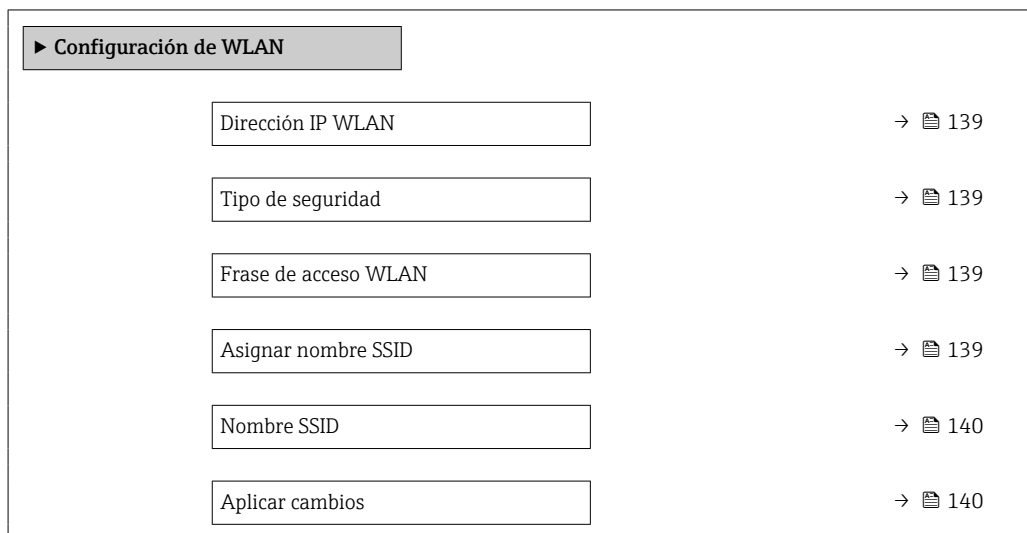 ▶ Configuración de WLAN
Dirección IP WLAN → 139
Tipo de seguridad → 139
Frase de acceso WLAN → 139
Asignar nombre SSID → 139
Nombre SSID → 140
Aplicar cambios → 140